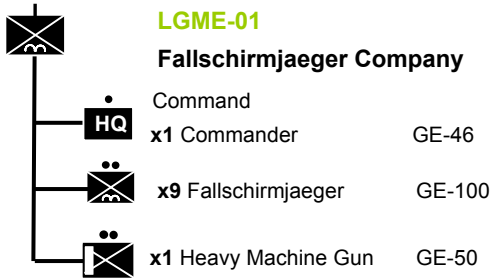 LGME-01
Fallschirmjaeger Company
Command
HQ
x1 Commander GE-46
x9 Fallschirmjaeger GE-100
x1 Heavy Machine Gun GE-50